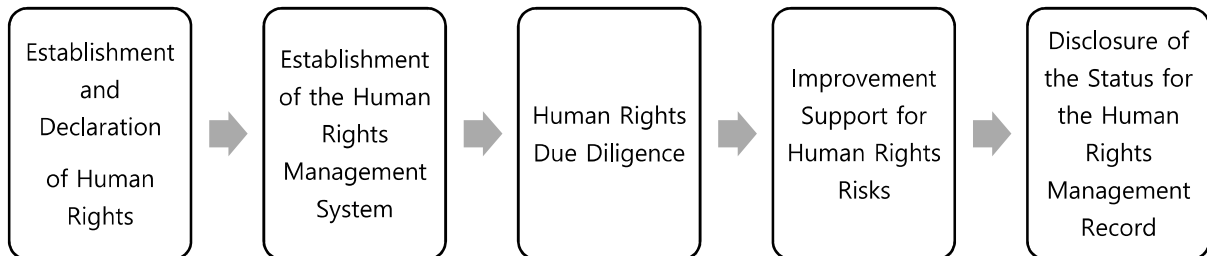 Establishment
and
Declaration
of Human
Rights
Establishment
of the Human
Rights
Management
System
Human Rights
Due Diligence
Improvement
Support for
Human Rights
Risks
Disclosure of
the Status for
the Human
Rights
Management
Record